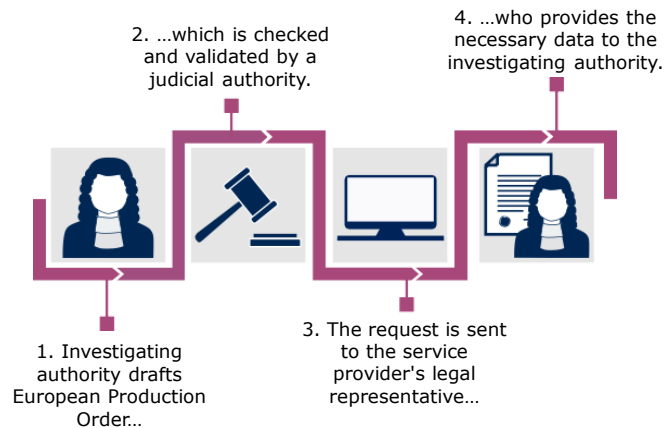 1. Investigating
authority drafts
European Production
Order…
2. …which is checked
and validated by a
judicial authority.
3. The request is sent
to the service
provider's legal
representative…
4. …who provides the
necessary data to the
investigating authority.